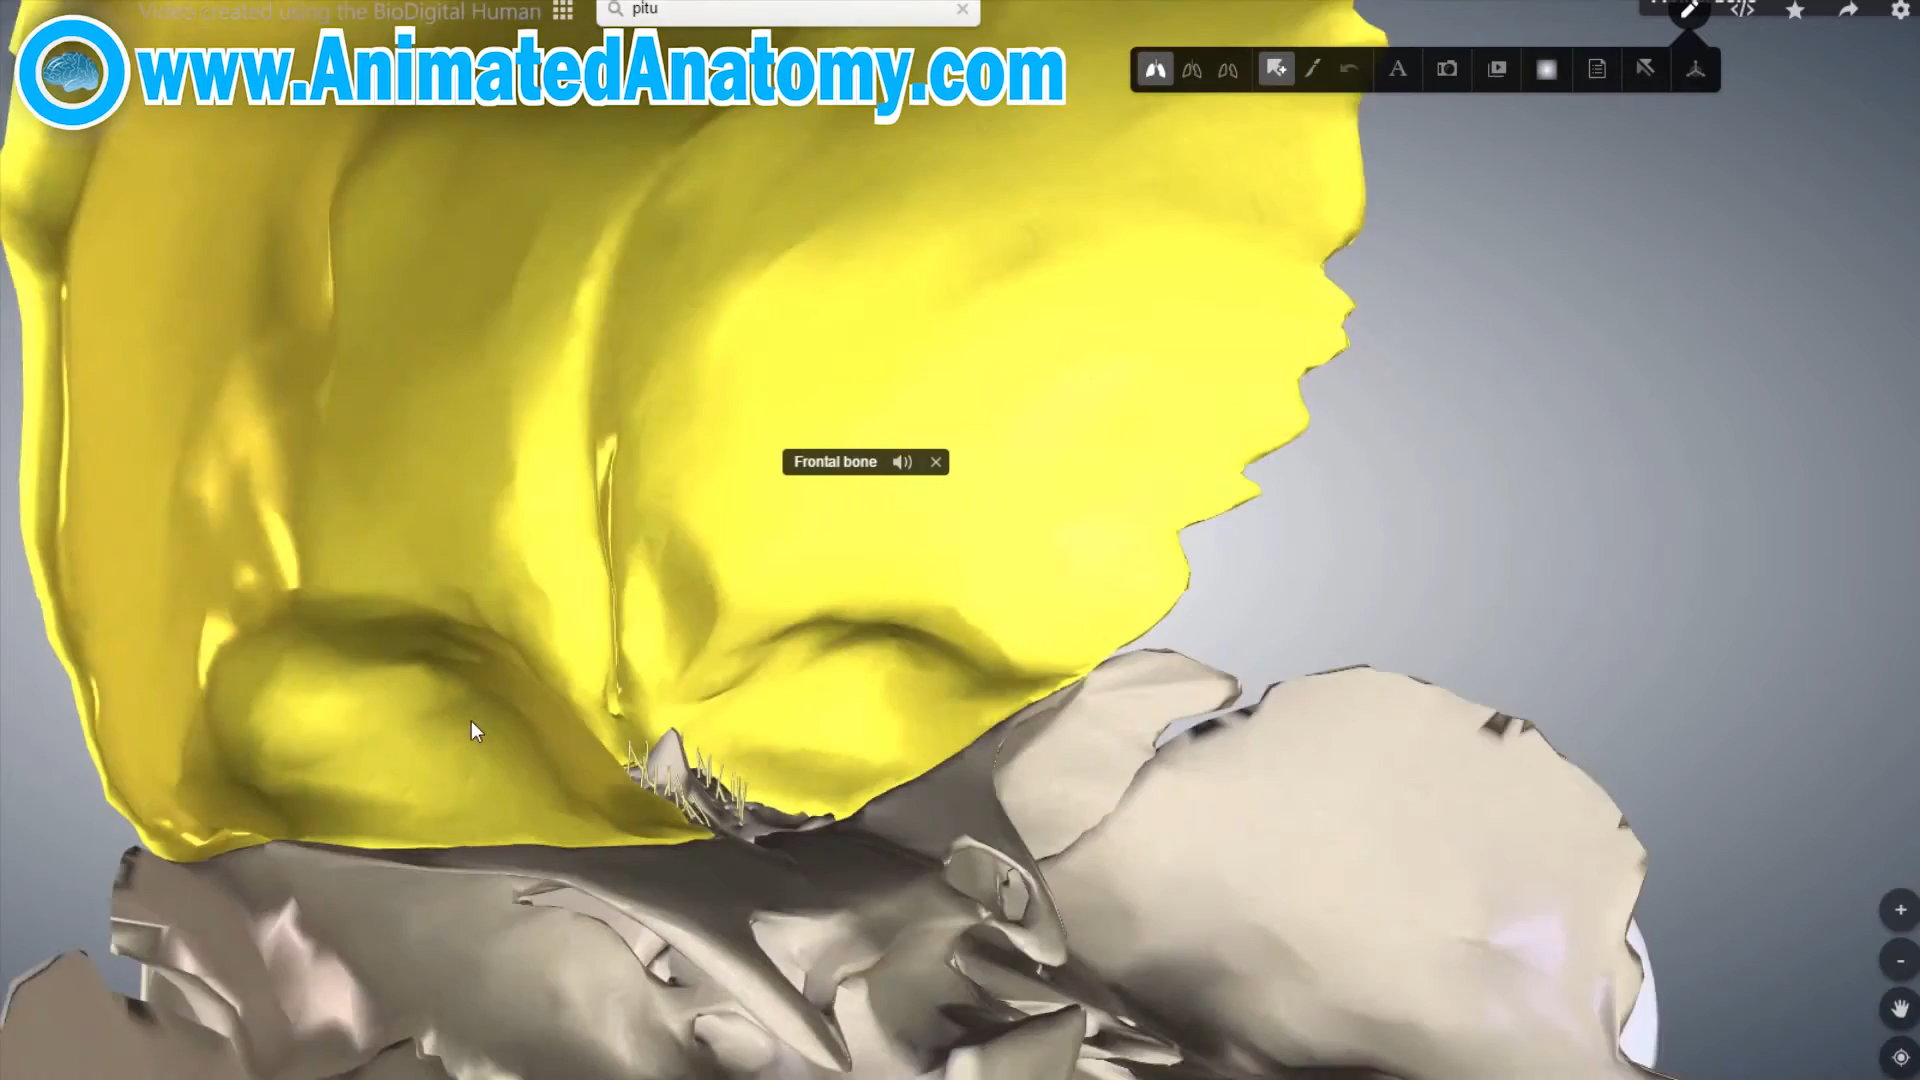 Video created using the BioDigital Human
pitu
www.AnimatedAnatomy.com
A
Frontal bone